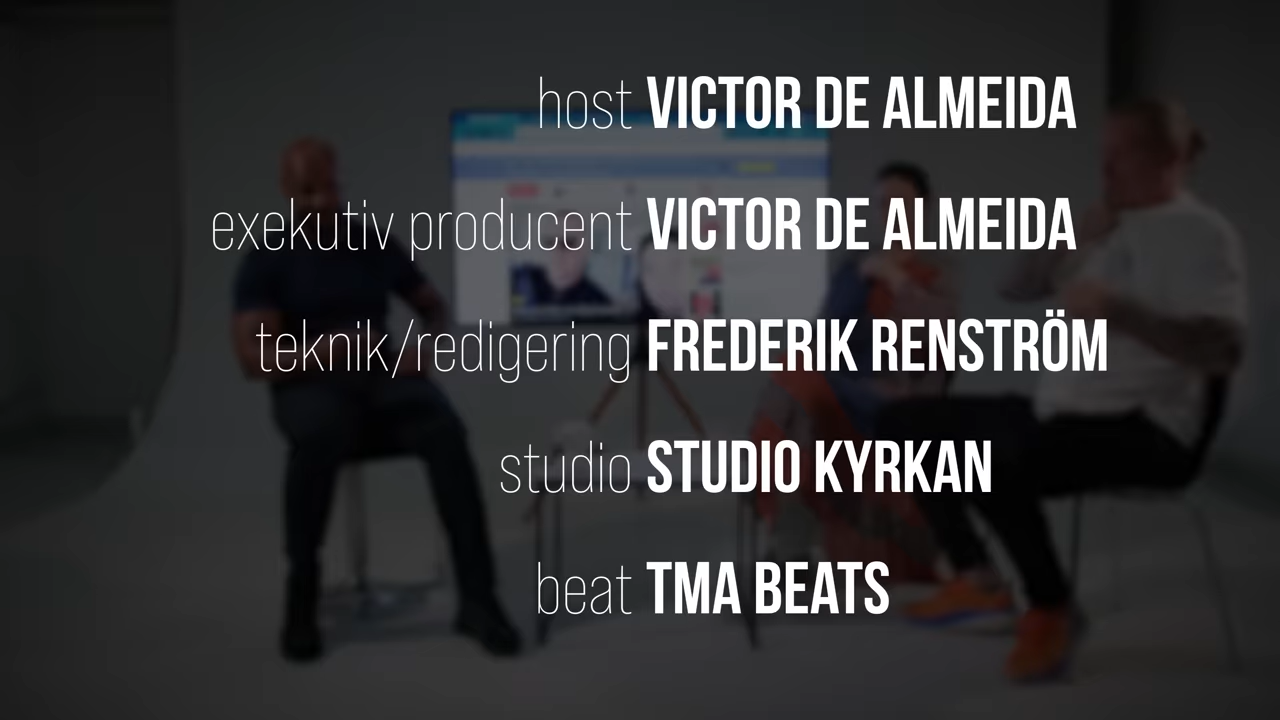 host VICTOR DE ALMEIDA
exekutiv producent VICTOR DE ALMEIDA
teknik/redigering FREDERIK RENSTRÖM
studio STUDIO KYRKAN
beat TMA BEATS